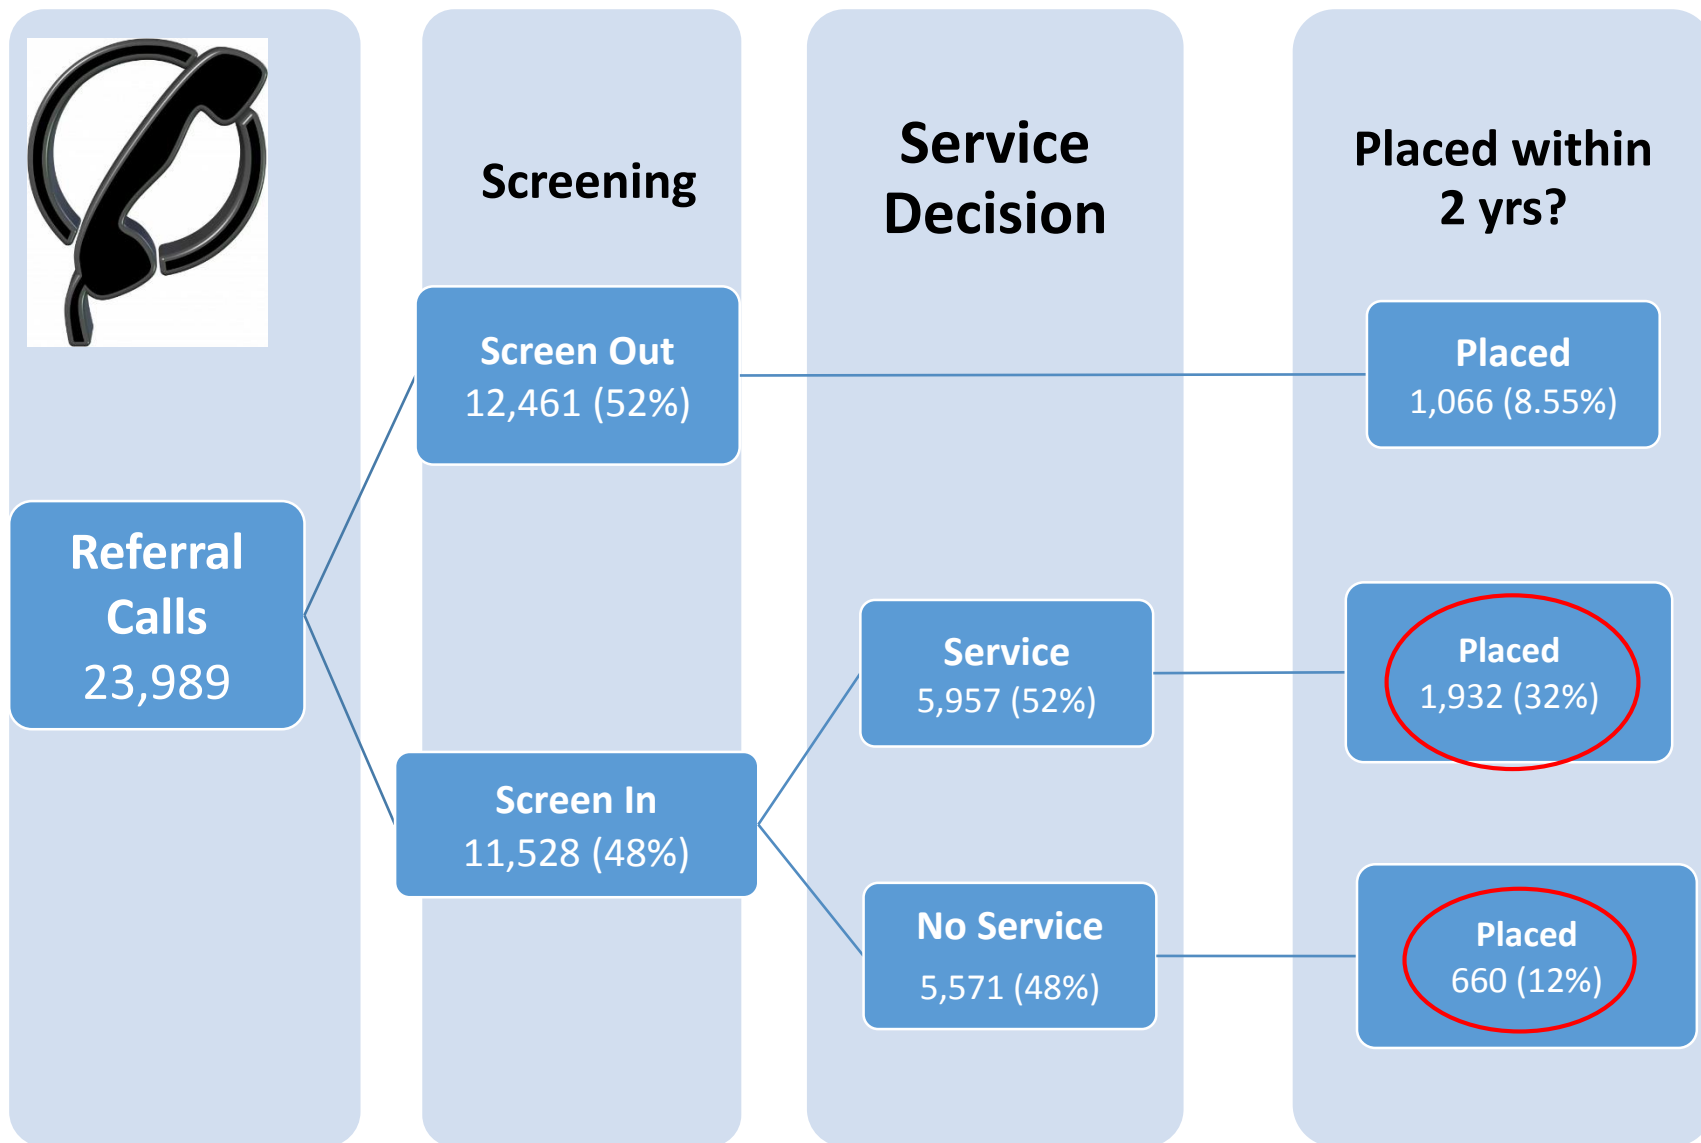 Screening
Service
Decision
Placed within
2 yrs?
Referral
Calls
23,989
Screen Out
12,461 (52%)
Screen In
11,528 (48%)
Service
5,957 (52%)
No Service
5,571 (48%)
Placed
1,066 (8.55%)
Placed
1,932 (32%)
Placed
660 (12%)